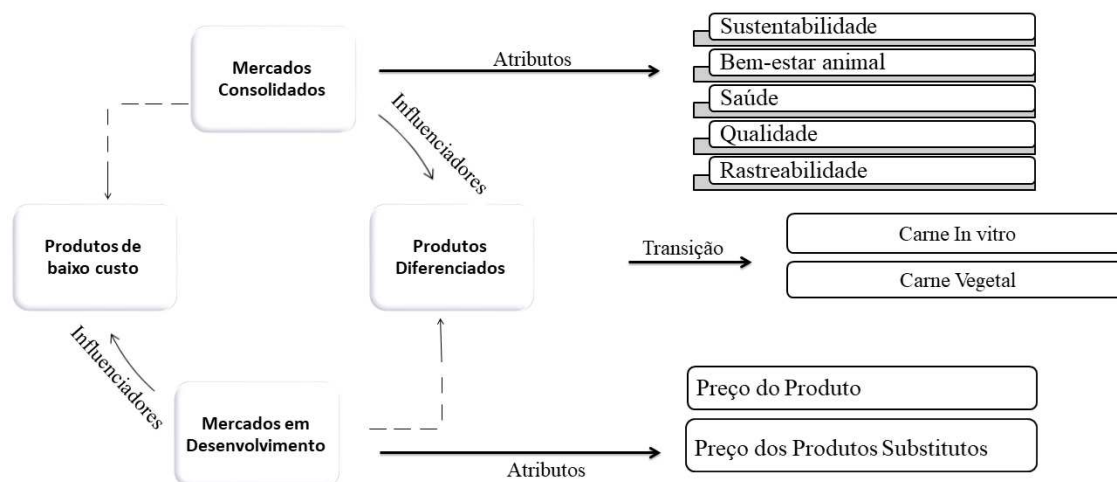 Sustentabilidade
Mercados
Consolidados
Atributos
Bem-estar animal
Saúde
Influenciadores
Qualidade
Rastreabilidade
Produtos de
baixo custo
Produtos
Diferenciados
Transição
Carne In vitro
Carne Vegetal
Influenciadores
Mercados em
Desenvolvimento
Preço do Produto
Preço dos Produtos Substitutos
Atributos